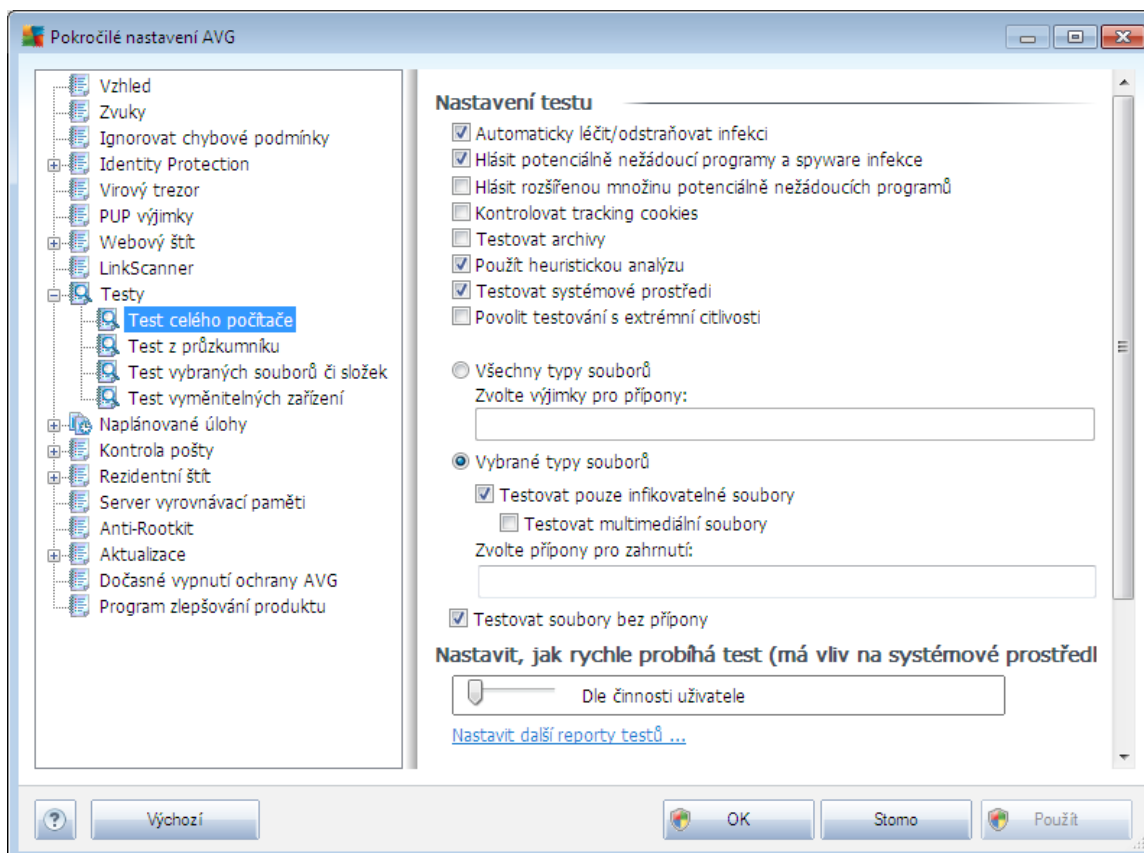 Pokročilé nastavení AVG
Vzhled
Zvuky
Ignorovat chybové podmínky
Identity Protection
Virový trezor
PUP výjimky
Webový štít
LinkScanner
Testy
Test celého počítače
Test z průzkumníku
Test vybraných souborů či složek
Test vyměnitelných zařízení
Naplánované úlohy
Kontrola pošty
Rezidentní štít
Server vyrovnávací paměti
Anti-Rootkit
Aktualizace
Dočasné vypnutí ochrany AVG
Program zlepšování produktu
Nastavení testu
Automaticky léčit/odstraňovat infekci
Hlásit potenciálně nežádoucí programy a spyware infekce
Hlásit rozšířenou množinu potenciálně nežádoucích programů
Kontrolovat tracking cookies
Testovat archivy
Použít heuristickou analýzu
Testovat systémové prostředi
Povolit testování s extrémní citlivosti
Všechny typy souborů
Zvolte výjimky pro přípony:
Vybrané typy souborů
Testovat pouze infikovatelné soubory
Testovat multimediální soubory
Zvolte přípony pro zahrnutí:
Testovat soubory bez přípony
Nastavit, jak rychle probíhá test (má vliv na systémové prostředl
Dle činnosti uživatele
Nastavit další reporty testů ...
?
Výchozí
OK
Stomo
Použít